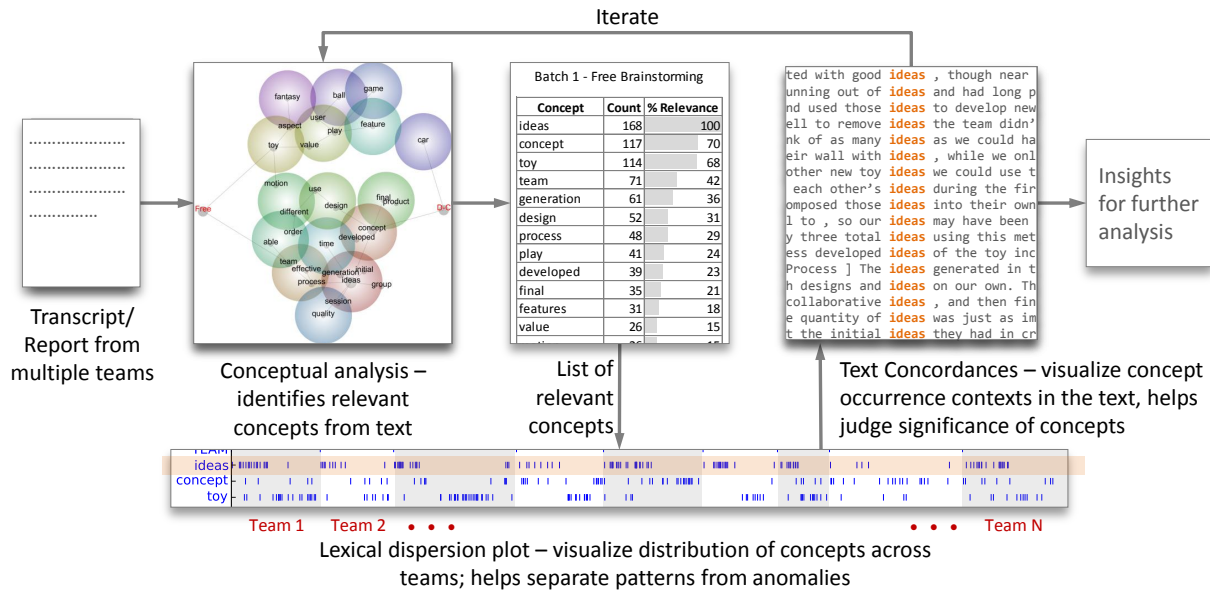 Iterate
fantasy
ball
game
aspect
user
play
feature
toy
value
car
motion
use
design
final
product
Free
different
D-C
order
concept
able
time
developed
team
effective
generation
initial
process
ideas
group
session
quality
Batch 1 - Free Brainstorming
Concept Count % Relevance
ideas 168 100
concept 117 70
toy 114 68
team 71 42
generation 61 36
design 52 31
process 48 29
play 41 24
developed 39 23
final 35 21
features 31 18
value 26 15
ted with good ideas , though near
unning out of ideas and had long p
nd used those ideas to develop new
ell to remove ideas the team didn’
nk of as many ideas as we could ha
eir wall with ideas , while we onl
other new toy ideas we could use t
each other’s ideas during the fir
omposed those ideas into their own
l to , so our ideas may have been
y three total ideas using this met
ess developed ideas of the toy inc
Process ] The ideas generated in t
h designs and ideas on our own. Th
collaborative ideas , and then fin
e quantity of ideas was just as im
t the initial ideas they had in cr
Insights
for further
analysis
Transcript/
Report from
multiple teams
Conceptual analysis –
identifies relevant
concepts from text
List of
relevant
concepts
Text Concordances – visualize concept
occurrence contexts in the text, helps
judge significance of concepts
ideas
concept
toy
Team 1 Team 2 • • • • • • Team N
Lexical dispersion plot – visualize distribution of concepts across
teams; helps separate patterns from anomalies